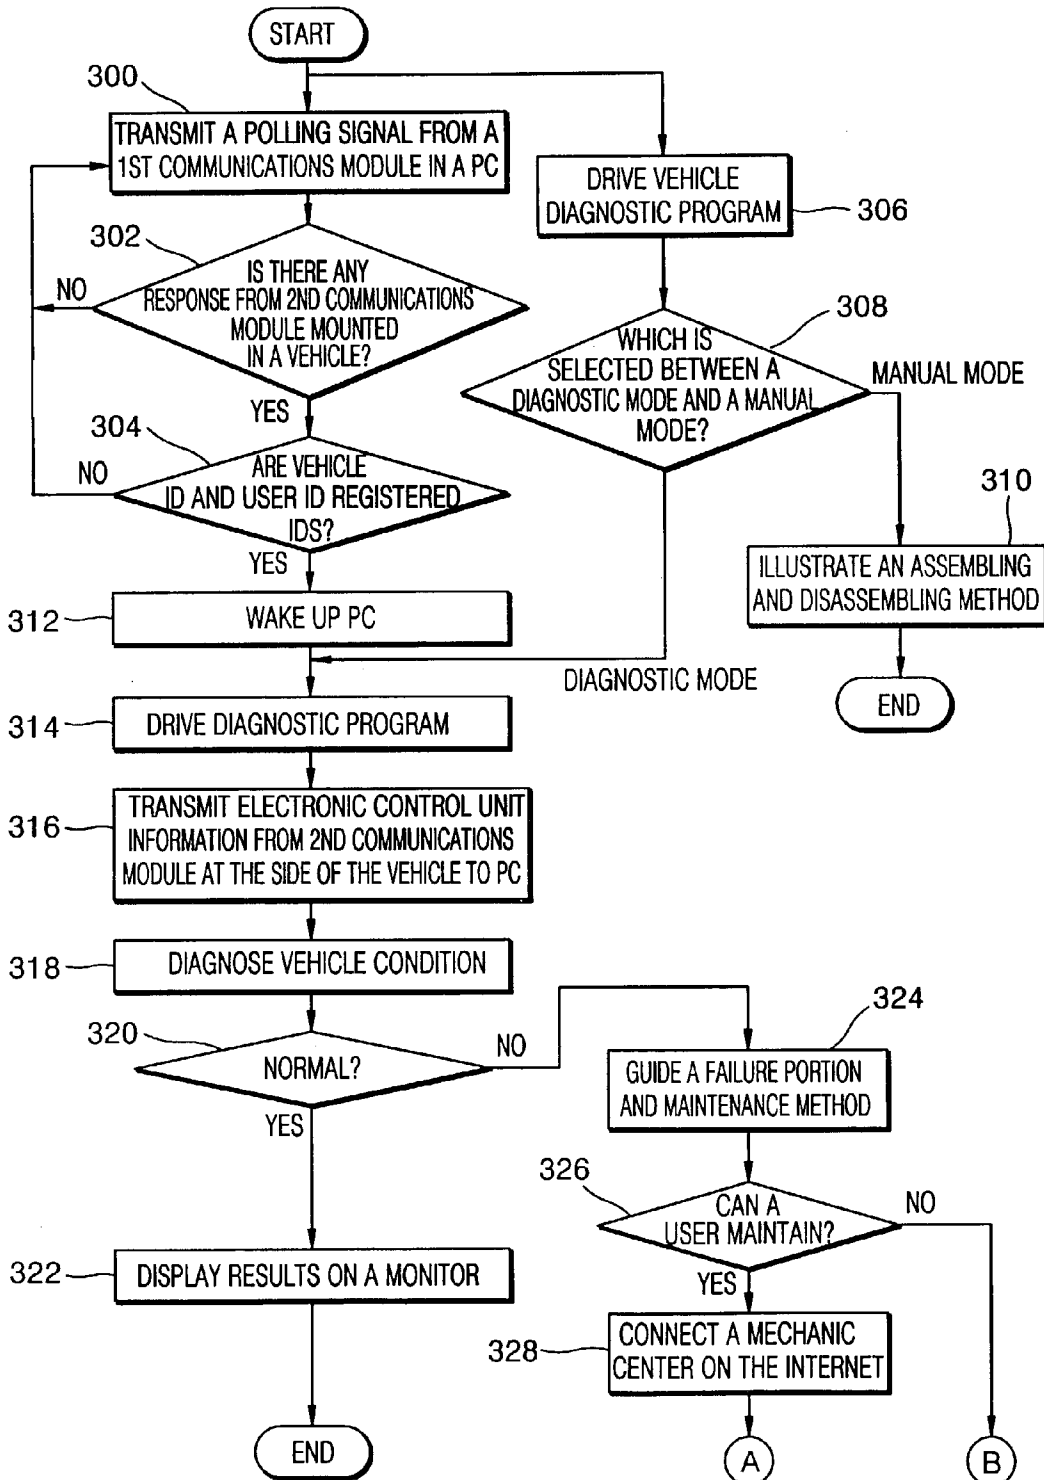 START
300
TRANSMIT A POLLING SIGNAL FROM A
1ST COMMUNICATIONS MODULE IN A PC
DRIVE VEHICLE
DIAGNOSTIC PROGRAM
306
302
IS THERE ANY
RESPONSE FROM 2ND COMMUNICATIONS
MODULE MOUNTED
IN A VEHICLE?
NO
YES
308
WHICH IS
SELECTED BETWEEN A
DIAGNOSTIC MODE AND A MANUAL
MODE?
MANUAL MODE
304
NO
ARE VEHICLE
ID AND USER ID REGISTERED
IDS?
YES
310
ILLUSTRATE AN ASSEMBLING
AND DISASSEMBLING METHOD
END
312
WAKE UP PC
DIAGNOSTIC MODE
314
DRIVE DIAGNOSTIC PROGRAM
316
TRANSMIT ELECTRONIC CONTROL UNIT
INFORMATION FROM 2ND COMMUNICATIONS
MODULE AT THE SIDE OF THE VEHICLE TO PC
318
DIAGNOSE VEHICLE CONDITION
320
NORMAL?
NO
YES
324
GUIDE A FAILURE PORTION
AND MAINTENANCE METHOD
326
CAN A
USER MAINTAIN?
NO
YES
322
DISPLAY RESULTS ON A MONITOR
328
CONNECT A MECHANIC
CENTER ON THE INTERNET
END
A
B